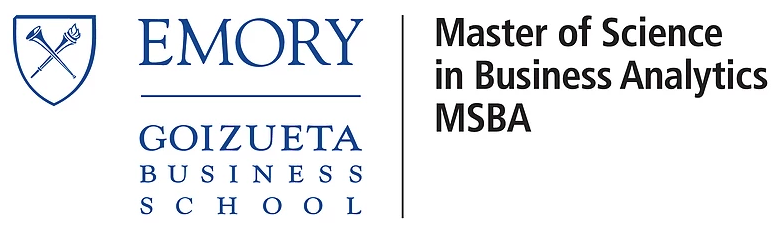 EMORY
GOIZUETA
BUSINESS
SCHOOL
Master of Science
in Business Analytics
MSBA